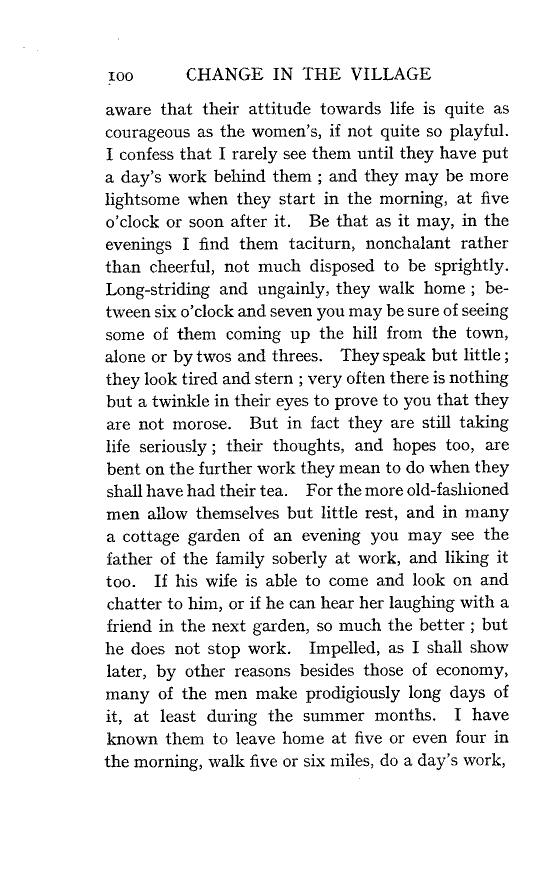 100 CHANGE IN THE VILLAGE
aware that their attitude towards life is quite as
courageous as the women's, if not quite so playful.
I confess that I rarely see them until they have put
a day's work behind them ; and they may be more
lightsome when they start in the morning, at five
o'clock or soon after it. Be that as it may, in the
evenings I find them taciturn, nonchalant rather
than cheerful, not much disposed to be sprightly.
Long-striding and ungainly, they walk home ; be-
tween six o'clock and seven you may be sure of seeing
some of them coming up the hill from the town,
alone or by twos and threes. They speak but little ;
they look tired and stern ; very often there is nothing
but a twinkle in their eyes to prove to you that they
are not morose. But in fact they are still taking
life seriously ; their thoughts, and hopes too, are
bent on the further work they mean to do when they
shall have had their tea. For the more old-fashioned
men allow themselves but little rest, and in many
a cottage garden of an evening you may see the
father of the family soberly at work, and liking it
too. If his wife is able to come and look on and
chatter to him, or if he can hear her laughing with a
friend in the next garden, so much the better ; but
he does not stop work. Impelled, as I shall show
later, by other reasons besides those of economy,
many of the men make prodigiously long days of
it, at least during the summer months. I have
known them to leave home at five or even four in
the morning, walk five or six miles, do a day's work,